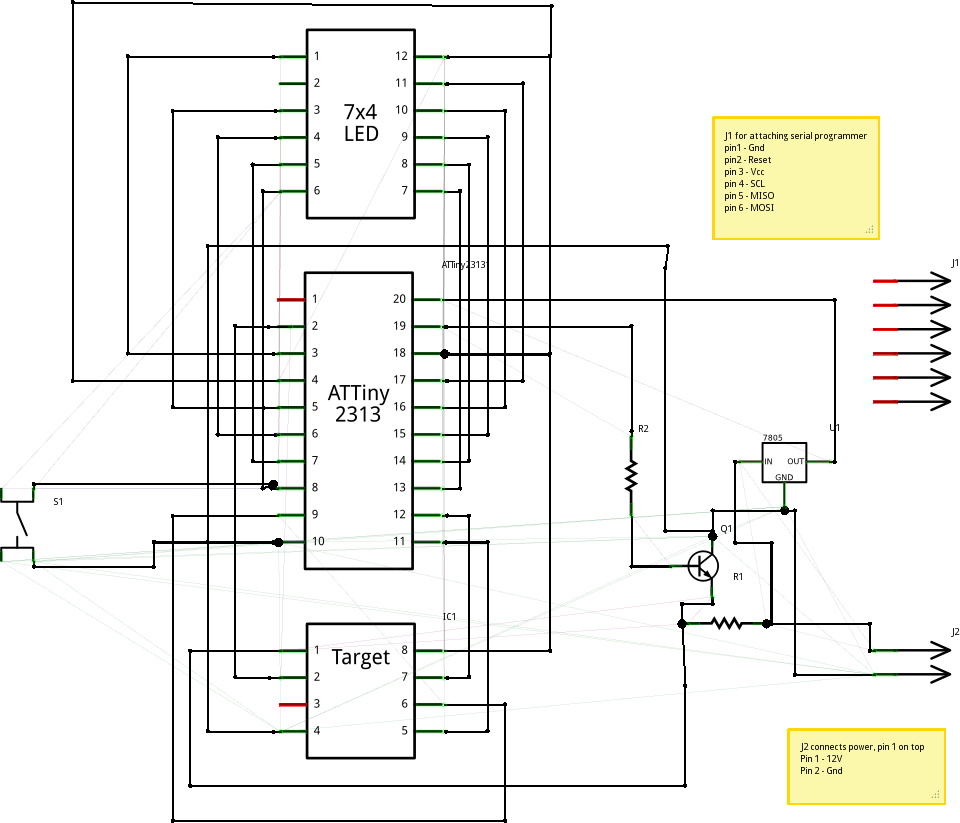 1
12
2
11
3
10
7x4
LED
4
9
5
8
6
7
J1 for attaching serial programmer
pin1 - Gnd
pin2 - Reset
pin 3 - Vcc
pin 4 - SCL
pin 5 - MISO
pin 6 - MOSI
ATTiny23131
J1
1
20
2
19
3
18
4
17
ATTiny
2313
5
16
6
15
7
14
8
13
9
12
10
11
R2
U1
7805
IN
OUT
GND
S1
Q1
R1
IC1
1
8
Target
2
7
3
6
4
5
J2
J2 connects power, pin 1 on top
Pin 1 - 12V
Pin 2 - Gnd